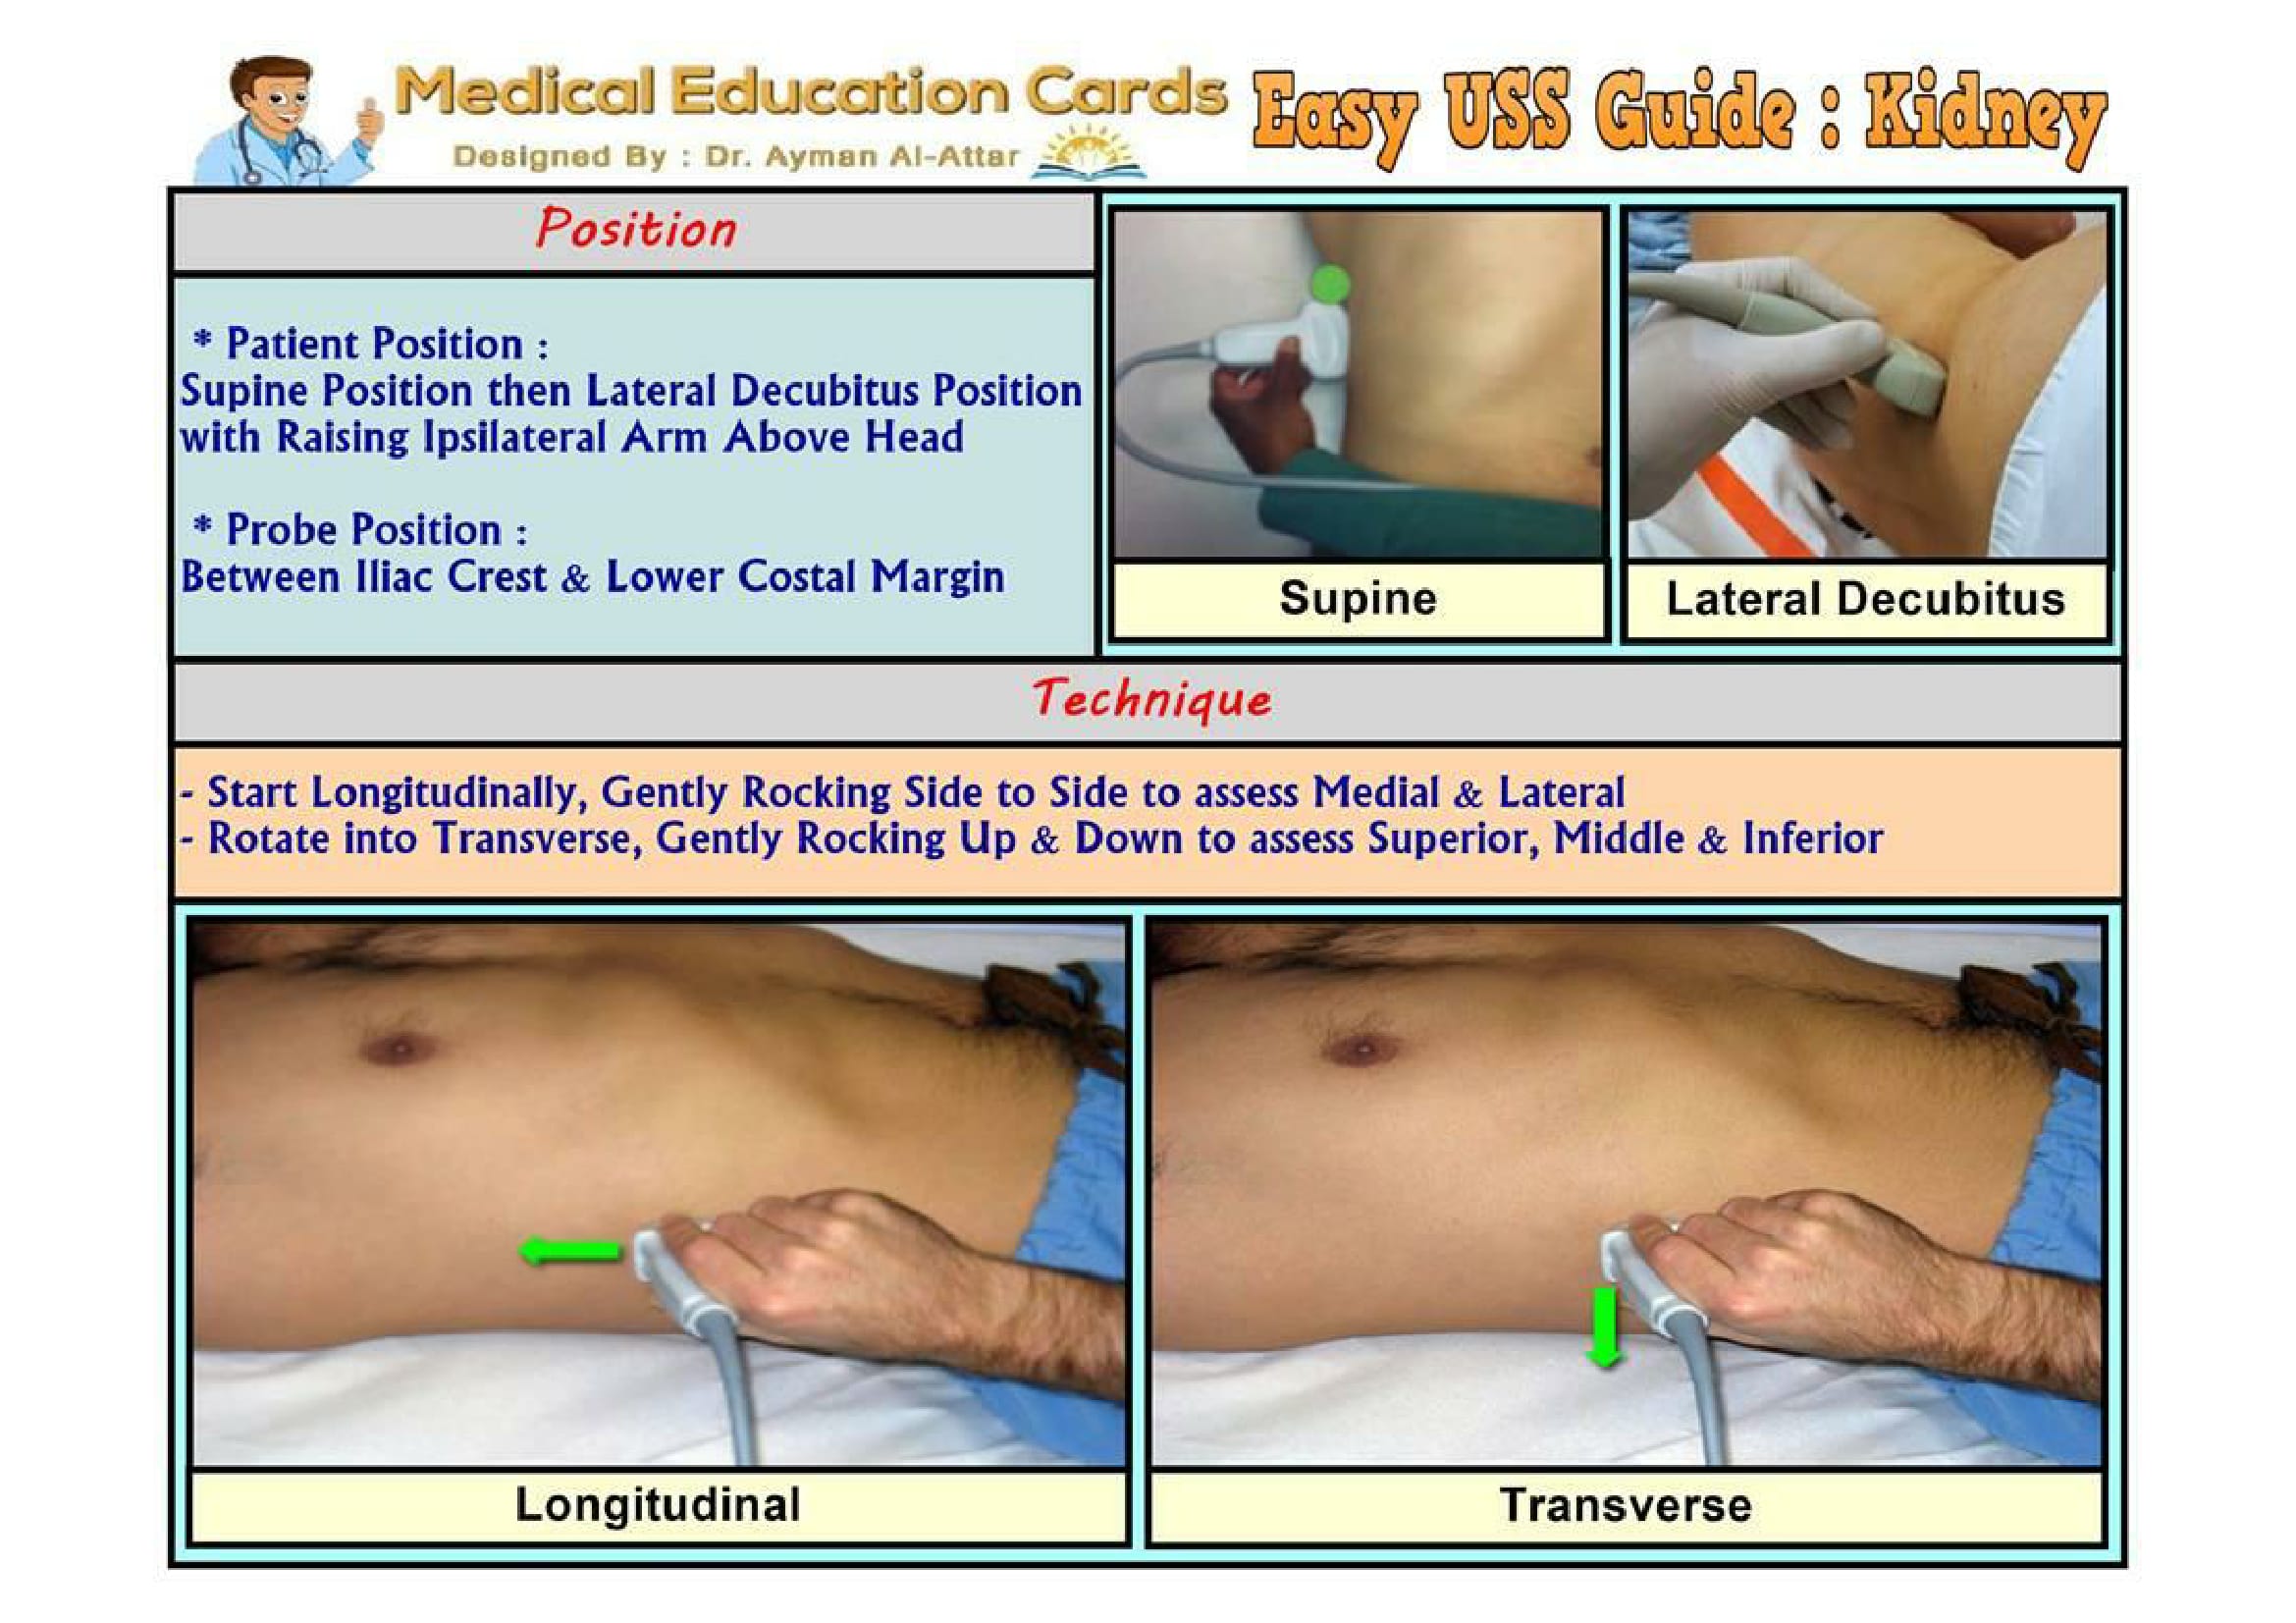 Medical Education Cards
Designed By : Dr. Ayman Al-Attar
Easy USS Guide : Kidney
Position
* Patient Position :
Supine Position then Lateral Decubitus Position
with Raising Ipsilateral Arm Above Head
* Probe Position :
Between Iliac Crest & Lower Costal Margin
Supine
Lateral Decubitus
Technique
- Start Longitudinally, Gently Rocking Side to Side to assess Medial & Lateral
- Rotate into Transverse, Gently Rocking Up & Down to assess Superior, Middle & Inferior
Longitudinal
Transverse